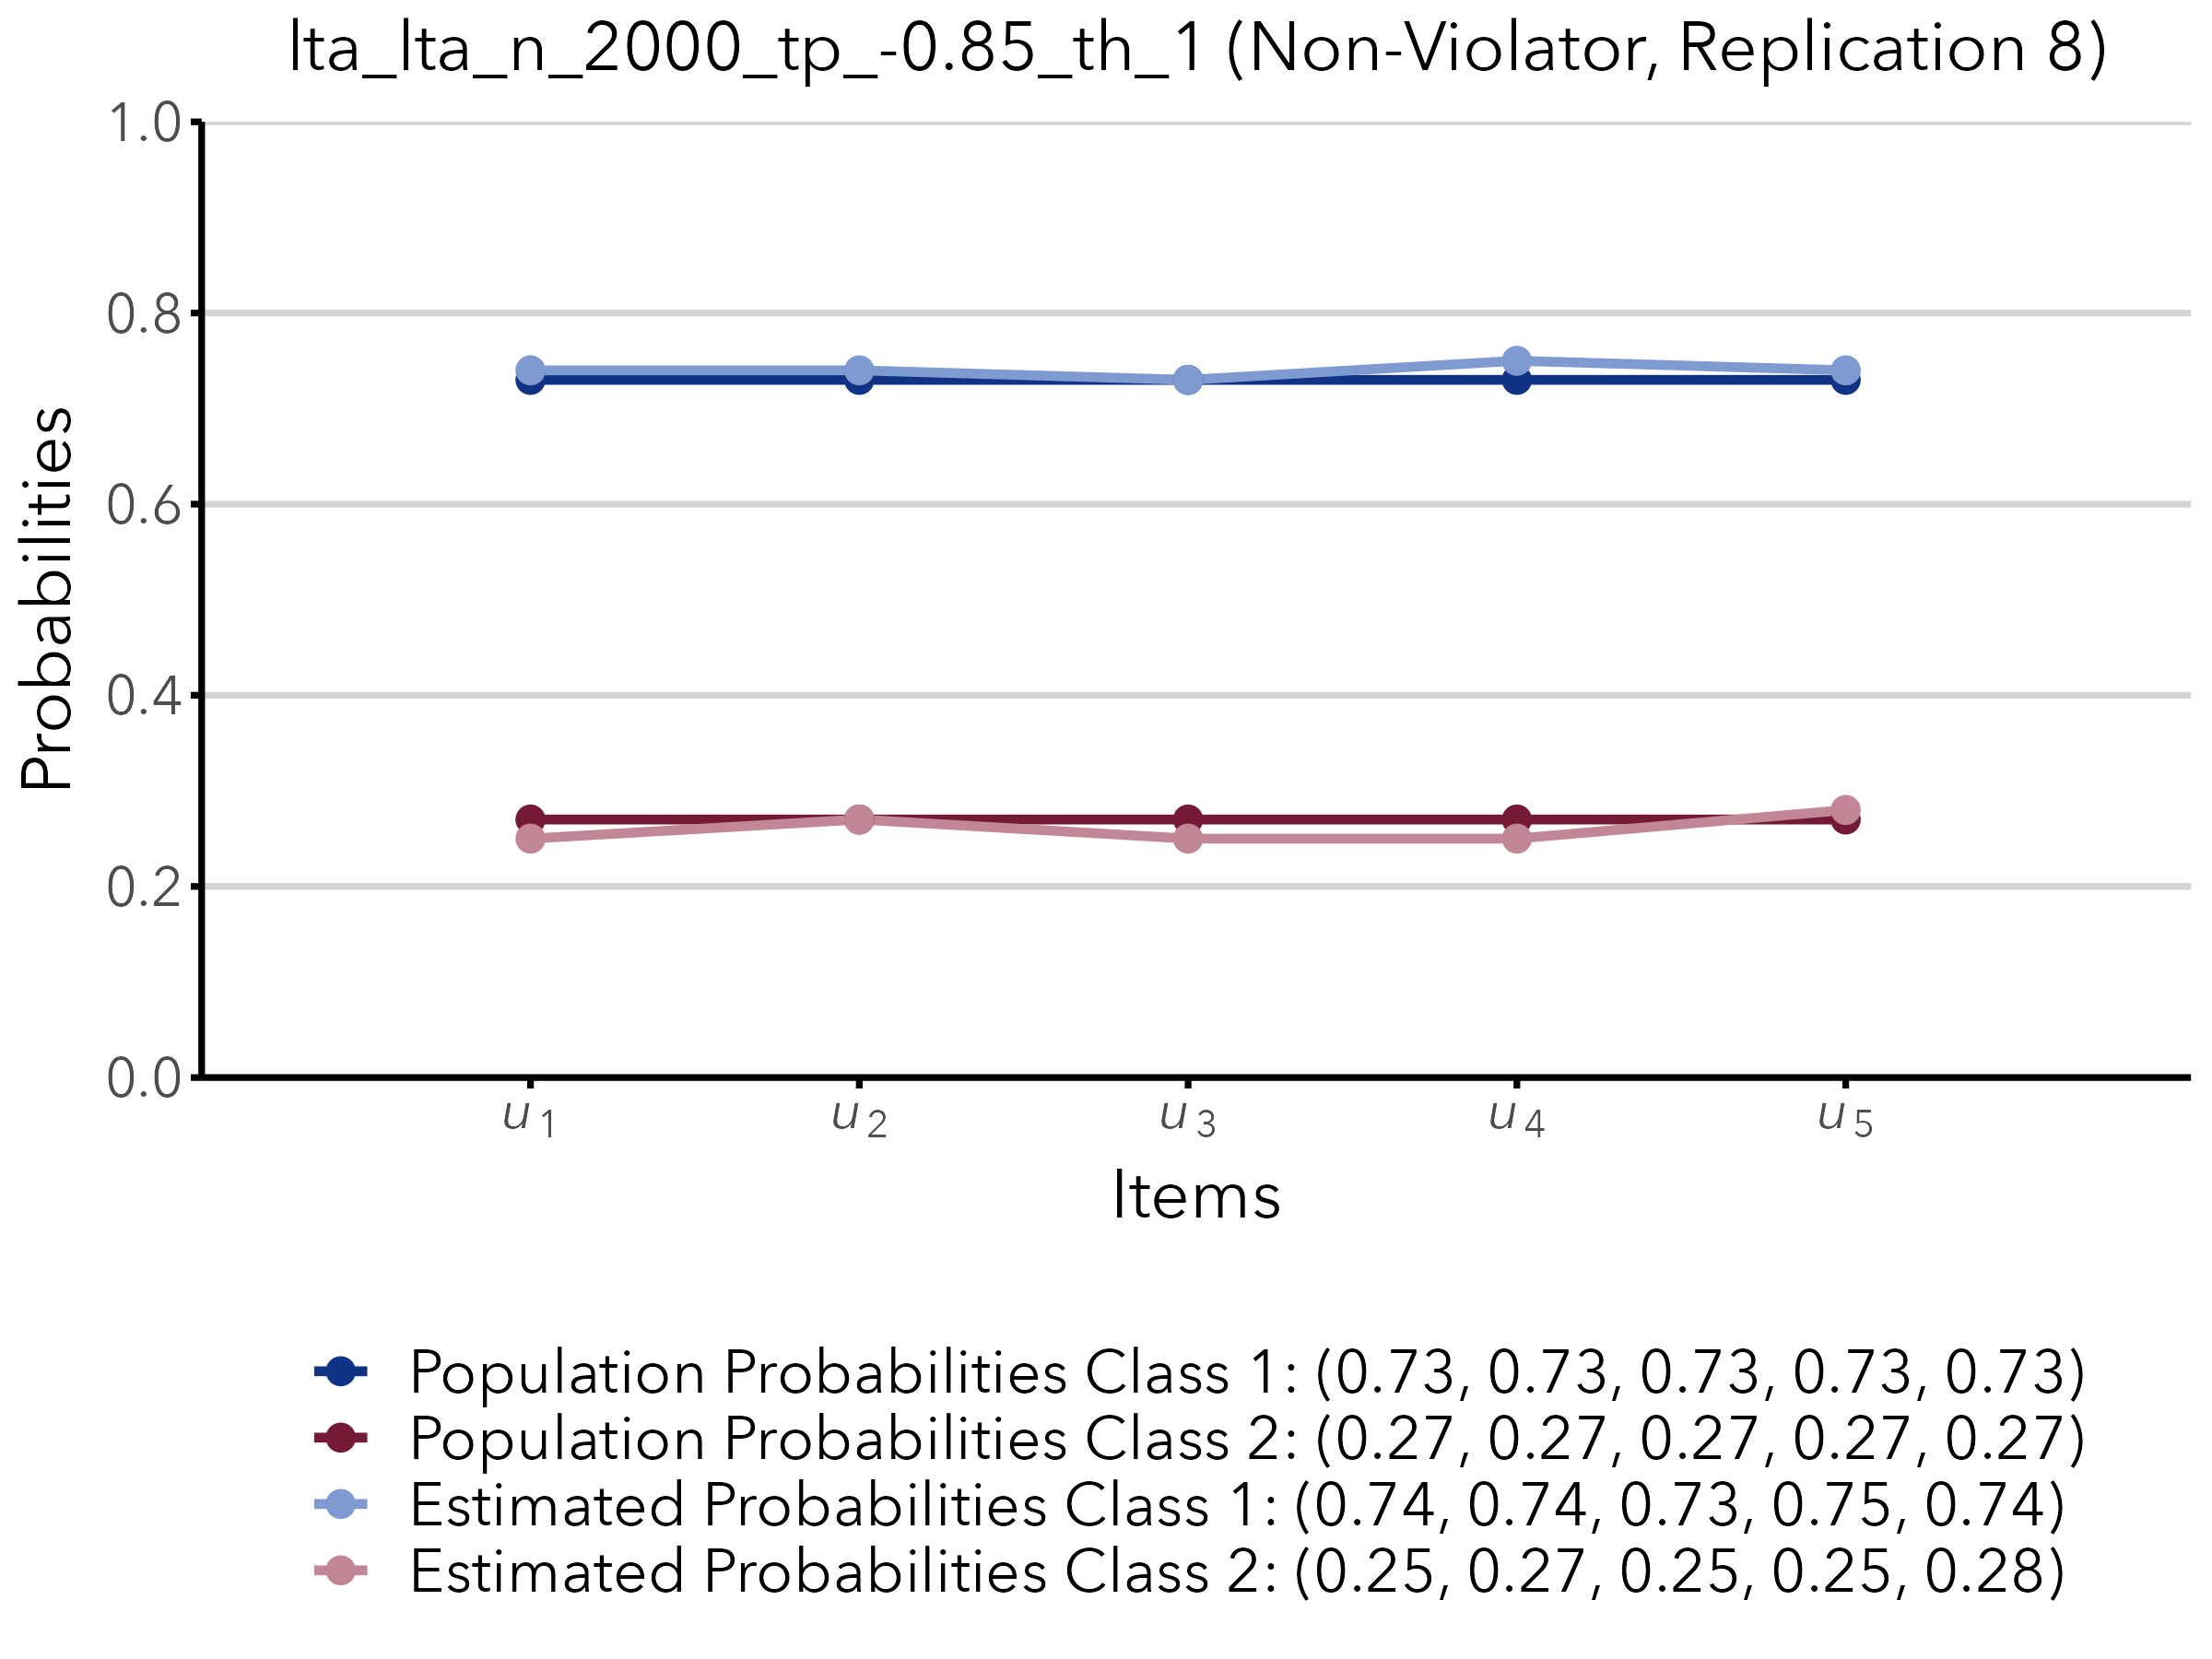 lta_lta_n_2000_tp_-0.85_th_1 (Non-Violator, Replication 8)
1.0
0.8
0.6
0.4
0.2
0.0
Probabilities
u1 u2 u3 u4 u5
Items
Population Probabilities Class 1: (0.73, 0.73, 0.73, 0.73, 0.73)
Population Probabilities Class 2: (0.27, 0.27, 0.27, 0.27, 0.27)
Estimated Probabilities Class 1: (0.74, 0.74, 0.73, 0.75, 0.74)
Estimated Probabilities Class 2: (0.25, 0.27, 0.25, 0.25, 0.28)